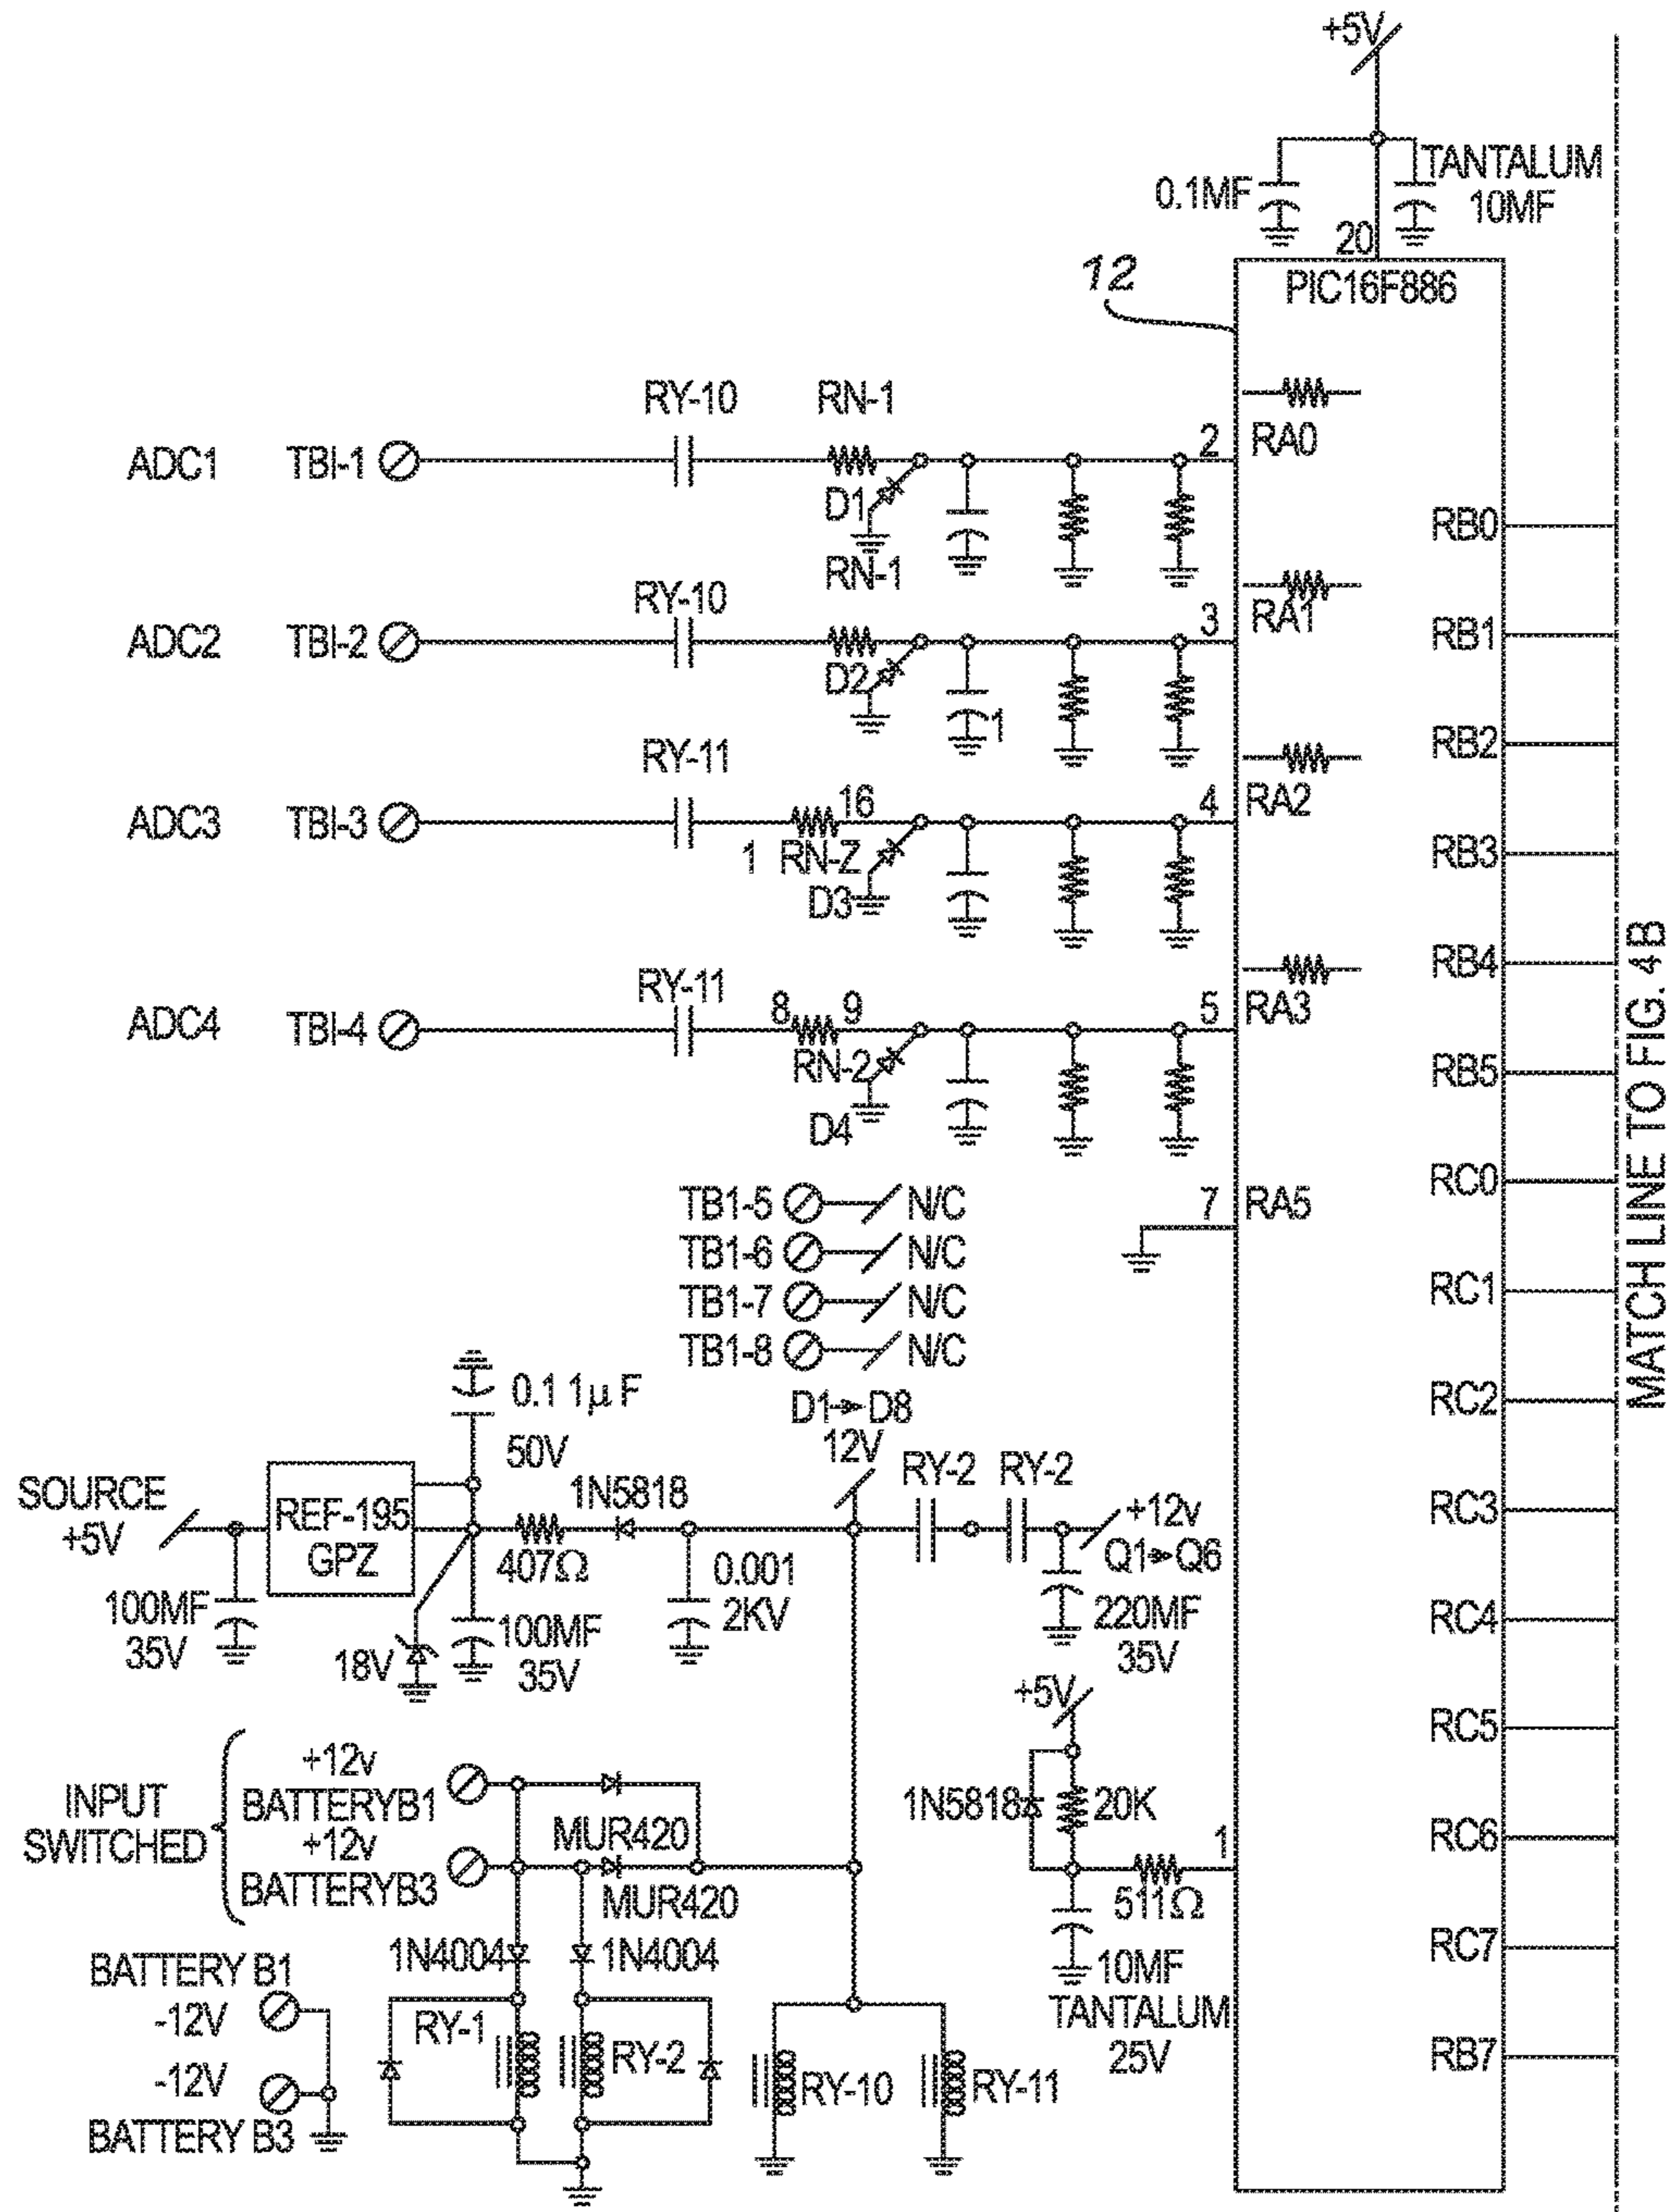 +5V
TANTALUM
10MF
0.1MF
20
PIC16F886
12
RY-10
RN-1
2
RA0
ADC1
TBI-1
D1
RB0
RN-1
RY-10
3
RA1
RB1
ADC2
TBI-2
D2
1
RB2
RY-11
16
4
RA2
ADC3
TBI-3
1
RN-Z
D3
RB3
RB4
RY-11
8
9
5
RA3
ADC4
TBI-4
RN-2
D4
RB5
TB1-5
N/C
7
RA5
RC0
TB1-6
N/C
TB1-7
N/C
RC1
TB1-8
N/C
MATCH LINE TO FIG. 4B
0.1 1μ F
50V
D1→D8
12V
RC2
SOURCE
+5V
REF-195
GPZ
1N5818
407Ω
RY-2
RY-2
+12v
Q1→Q6
RC3
100MF
35V
18V
100MF
35V
0.001
2KV
220MF
35V
RC4
+5V
RC5
INPUT
SWITCHED
+12v
BATTERYB1
+12v
BATTERYB3
MUR420
MUR420
1N5818
20K
1
RC6
511Ω
1N4004
1N4004
10MF
TANTALUM
25V
RC7
BATTERY B1
-12V
-12V
BATTERY B3
RY-1
RY-2
RY-10
RY-11
RB7